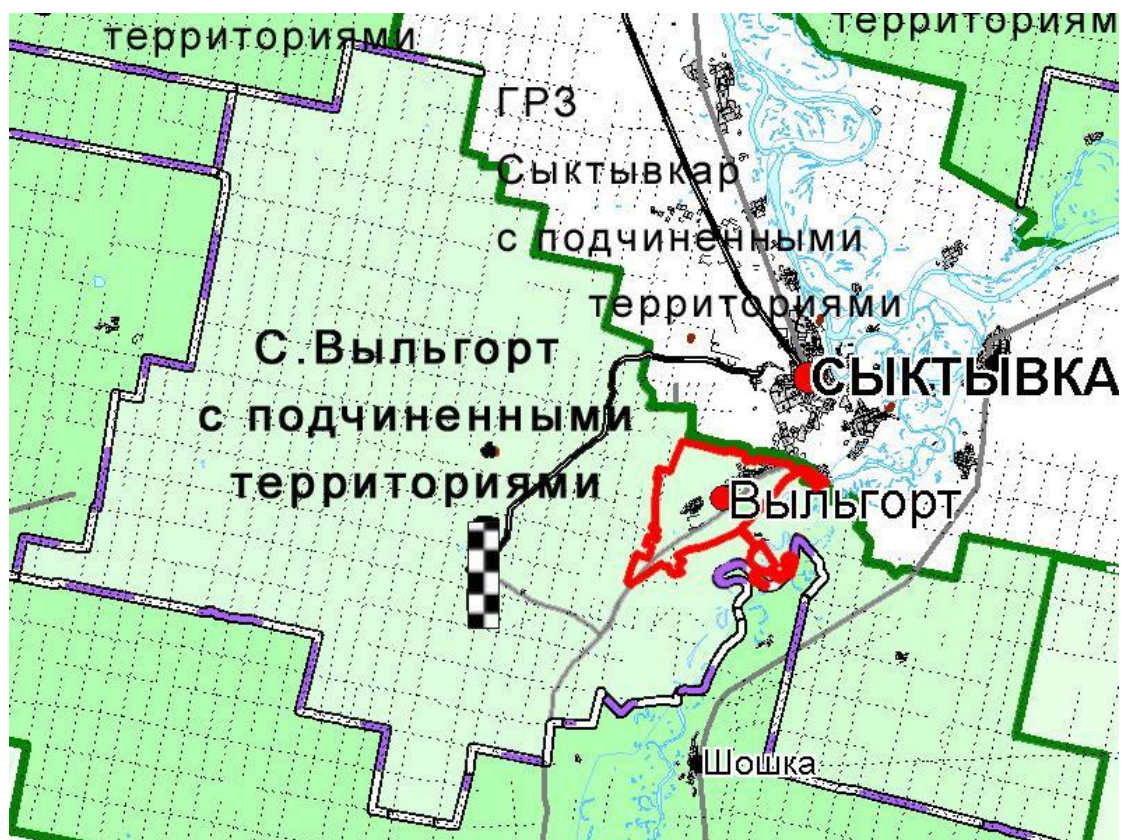 территориями
территориям
ГРЗ
Сыктывкар
с подчиненными
территориями
С.Выльгорт
с подчиненными
территориями
СЫКТЫВКА
Выльгорт
Шошка